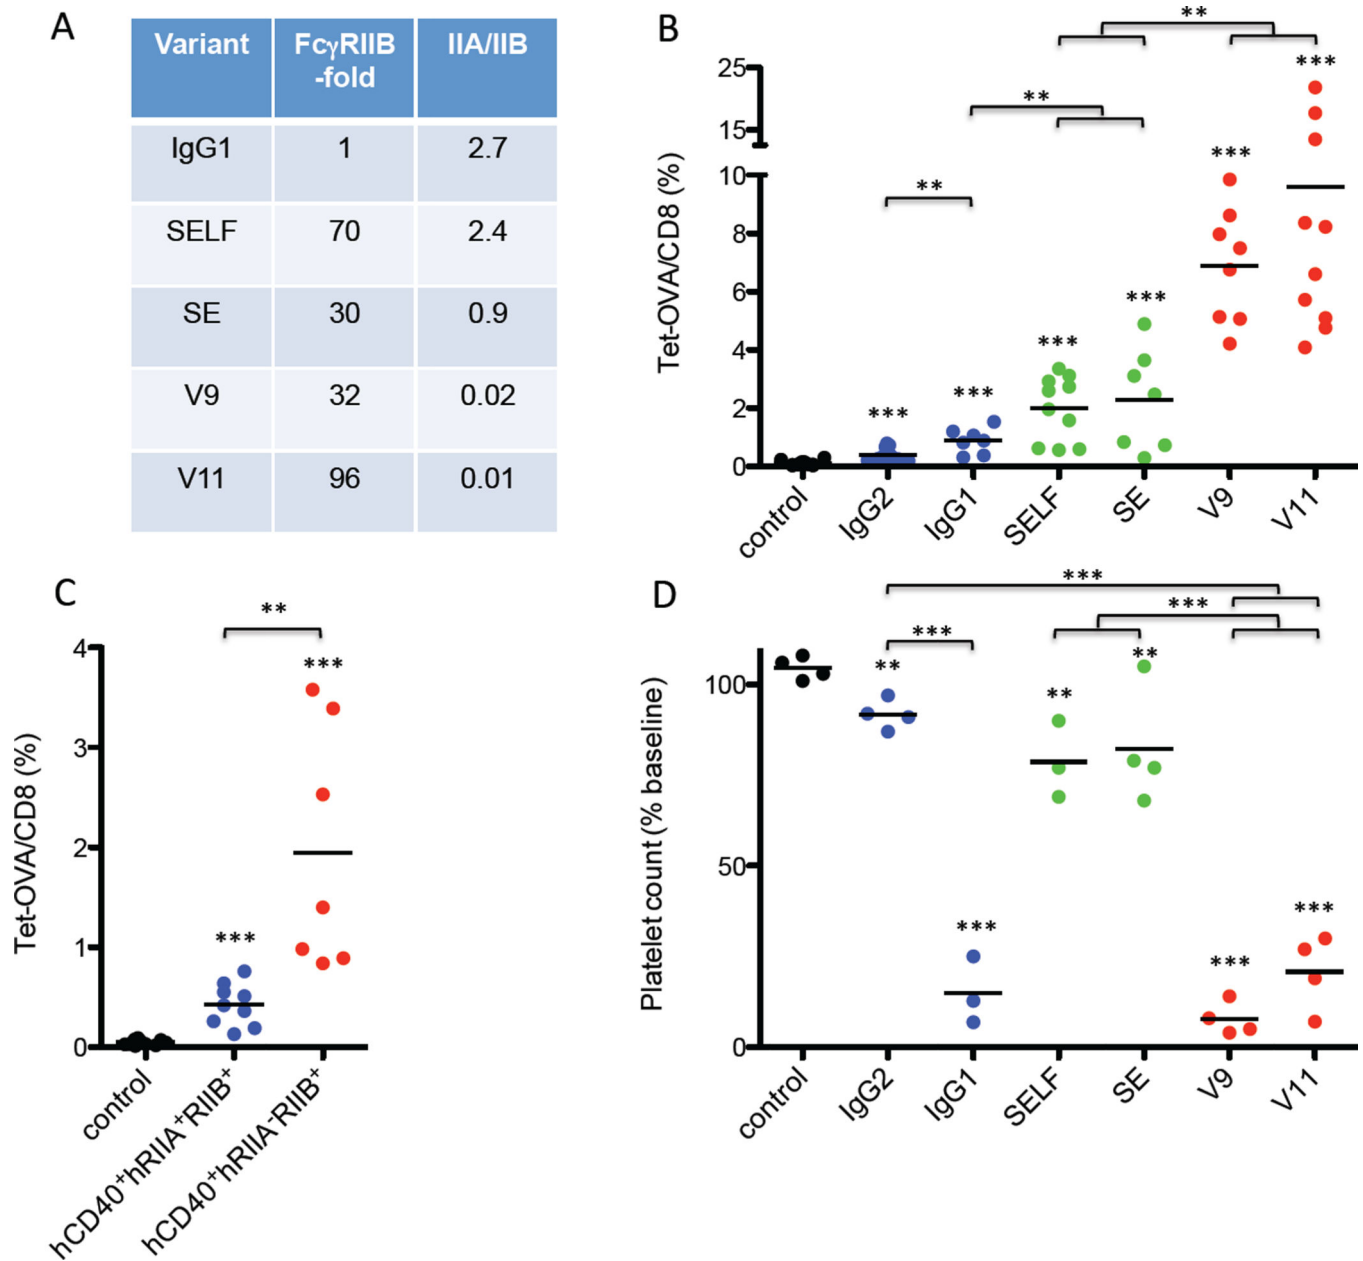 A
Variant FcγRIIB -fold IIA/IIB
IgG1 1 2.7
SELF 70 2.4
SE 30 0.9
V9 32 0.02
V11 96 0.01
B
**
***
**
***
**
***
***
***
***
Tet-OVA/CD8 (%)
25
15
10
8
6
4
2
0
control IgG2 IgG1 SELF SE V9 V11
C
**
***
***
Tet-OVA/CD8 (%)
4
3
2
1
0
control
hCD40⁺hRIIA⁺RIIB⁺
hCD40⁺hRIIA⁻RIIB⁺
D
***
***
***
**
**
**
***
***
***
Platelet count (% baseline)
100
50
0
control IgG2 IgG1 SELF SE V9 V11